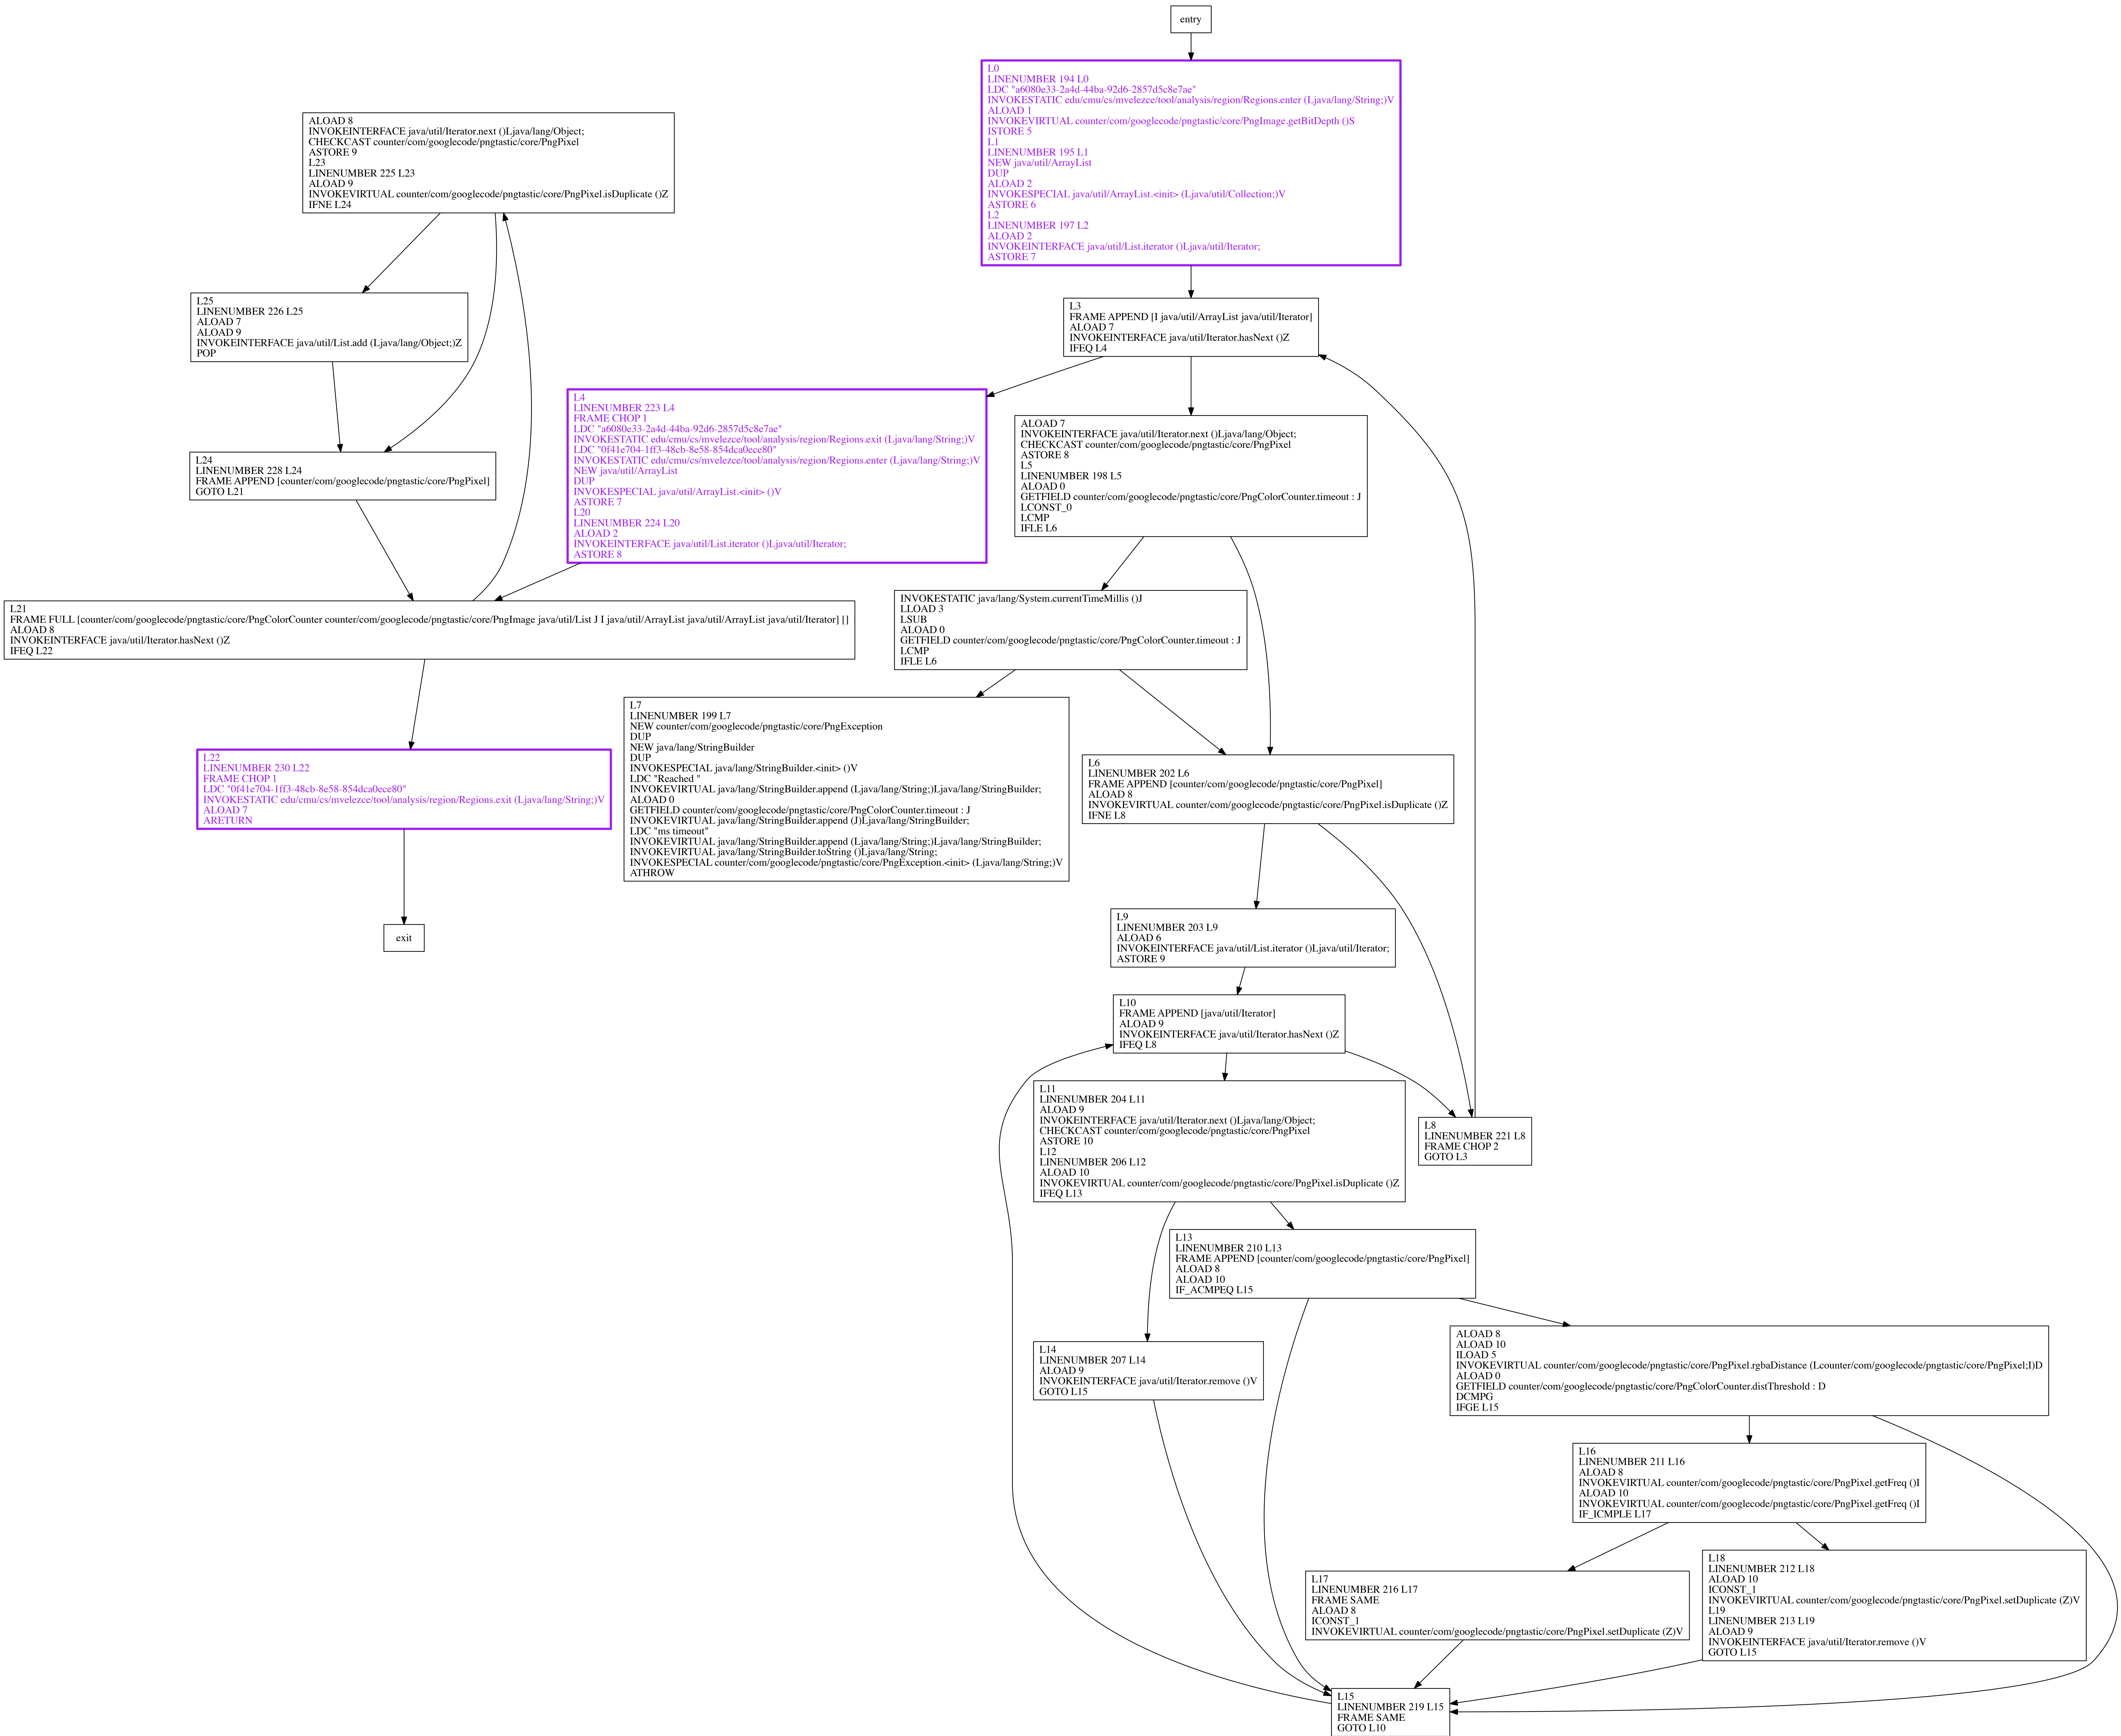 entry
L0
LINENUMBER 194 L0
LDC "a6080e33-2a4d-44ba-92d6-2857d5c8e7ae"
INVOKESTATIC edu/cmu/cs/mvelezce/tool/analysis/region/Regions.enter (Ljava/lang/String;)V
ALOAD 1
INVOKEVIRTUAL counter/com/googlecode/pngtastic/core/PngImage.getBitDepth ()S
ISTORE 5
L1
LINENUMBER 195 L1
NEW java/util/ArrayList
DUP
ALOAD 2
INVOKESPECIAL java/util/ArrayList.<init> (Ljava/util/Collection;)V
ASTORE 6
L2
LINENUMBER 197 L2
ALOAD 2
INVOKEINTERFACE java/util/List.iterator ()Ljava/util/Iterator;
ASTORE 7
ALOAD 8
INVOKEINTERFACE java/util/Iterator.next ()Ljava/lang/Object;
CHECKCAST counter/com/googlecode/pngtastic/core/PngPixel
ASTORE 9
L23
LINENUMBER 225 L23
ALOAD 9
INVOKEVIRTUAL counter/com/googlecode/pngtastic/core/PngPixel.isDuplicate ()Z
IFNE L24
L25
LINENUMBER 226 L25
ALOAD 7
ALOAD 9
INVOKEINTERFACE java/util/List.add (Ljava/lang/Object;)Z
POP
L3
FRAME APPEND [I java/util/ArrayList java/util/Iterator]
ALOAD 7
INVOKEINTERFACE java/util/Iterator.hasNext ()Z
IFEQ L4
L4
LINENUMBER 223 L4
FRAME CHOP 1
LDC "a6080e33-2a4d-44ba-92d6-2857d5c8e7ae"
INVOKESTATIC edu/cmu/cs/mvelezce/tool/analysis/region/Regions.exit (Ljava/lang/String;)V
LDC "0f41e704-1ff3-48cb-8e58-854dca0ece80"
INVOKESTATIC edu/cmu/cs/mvelezce/tool/analysis/region/Regions.enter (Ljava/lang/String;)V
NEW java/util/ArrayList
DUP
INVOKESPECIAL java/util/ArrayList.<init> ()V
ASTORE 7
L20
LINENUMBER 224 L20
ALOAD 2
INVOKEINTERFACE java/util/List.iterator ()Ljava/util/Iterator;
ASTORE 8
ALOAD 7
INVOKEINTERFACE java/util/Iterator.next ()Ljava/lang/Object;
CHECKCAST counter/com/googlecode/pngtastic/core/PngPixel
ASTORE 8
L5
LINENUMBER 198 L5
ALOAD 0
GETFIELD counter/com/googlecode/pngtastic/core/PngColorCounter.timeout : J
LCONST_0
LCMP
IFLE L6
L24
LINENUMBER 228 L24
FRAME APPEND [counter/com/googlecode/pngtastic/core/PngPixel]
GOTO L21
INVOKESTATIC java/lang/System.currentTimeMillis ()J
LLOAD 3
LSUB
ALOAD 0
GETFIELD counter/com/googlecode/pngtastic/core/PngColorCounter.timeout : J
LCMP
IFLE L6
L21
FRAME FULL [counter/com/googlecode/pngtastic/core/PngColorCounter counter/com/googlecode/pngtastic/core/PngImage java/util/List J I java/util/ArrayList java/util/ArrayList java/util/Iterator] []
ALOAD 8
INVOKEINTERFACE java/util/Iterator.hasNext ()Z
IFEQ L22
L7
LINENUMBER 199 L7
NEW counter/com/googlecode/pngtastic/core/PngException
DUP
NEW java/lang/StringBuilder
DUP
INVOKESPECIAL java/lang/StringBuilder.<init> ()V
LDC "Reached "
INVOKEVIRTUAL java/lang/StringBuilder.append (Ljava/lang/String;)Ljava/lang/StringBuilder;
ALOAD 0
GETFIELD counter/com/googlecode/pngtastic/core/PngColorCounter.timeout : J
INVOKEVIRTUAL java/lang/StringBuilder.append (J)Ljava/lang/StringBuilder;
LDC "ms timeout"
INVOKEVIRTUAL java/lang/StringBuilder.append (Ljava/lang/String;)Ljava/lang/StringBuilder;
INVOKEVIRTUAL java/lang/StringBuilder.toString ()Ljava/lang/String;
INVOKESPECIAL counter/com/googlecode/pngtastic/core/PngException.<init> (Ljava/lang/String;)V
ATHROW
L22
LINENUMBER 230 L22
FRAME CHOP 1
LDC "0f41e704-1ff3-48cb-8e58-854dca0ece80"
INVOKESTATIC edu/cmu/cs/mvelezce/tool/analysis/region/Regions.exit (Ljava/lang/String;)V
ALOAD 7
ARETURN
L6
LINENUMBER 202 L6
FRAME APPEND [counter/com/googlecode/pngtastic/core/PngPixel]
ALOAD 8
INVOKEVIRTUAL counter/com/googlecode/pngtastic/core/PngPixel.isDuplicate ()Z
IFNE L8
exit
L9
LINENUMBER 203 L9
ALOAD 6
INVOKEINTERFACE java/util/List.iterator ()Ljava/util/Iterator;
ASTORE 9
L10
FRAME APPEND [java/util/Iterator]
ALOAD 9
INVOKEINTERFACE java/util/Iterator.hasNext ()Z
IFEQ L8
L11
LINENUMBER 204 L11
ALOAD 9
INVOKEINTERFACE java/util/Iterator.next ()Ljava/lang/Object;
CHECKCAST counter/com/googlecode/pngtastic/core/PngPixel
ASTORE 10
L12
LINENUMBER 206 L12
ALOAD 10
INVOKEVIRTUAL counter/com/googlecode/pngtastic/core/PngPixel.isDuplicate ()Z
IFEQ L13
L8
LINENUMBER 221 L8
FRAME CHOP 2
GOTO L3
L13
LINENUMBER 210 L13
FRAME APPEND [counter/com/googlecode/pngtastic/core/PngPixel]
ALOAD 8
ALOAD 10
IF_ACMPEQ L15
L14
LINENUMBER 207 L14
ALOAD 9
INVOKEINTERFACE java/util/Iterator.remove ()V
GOTO L15
ALOAD 8
ALOAD 10
ILOAD 5
INVOKEVIRTUAL counter/com/googlecode/pngtastic/core/PngPixel.rgbaDistance (Lcounter/com/googlecode/pngtastic/core/PngPixel;I)D
ALOAD 0
GETFIELD counter/com/googlecode/pngtastic/core/PngColorCounter.distThreshold : D
DCMPG
IFGE L15
L16
LINENUMBER 211 L16
ALOAD 8
INVOKEVIRTUAL counter/com/googlecode/pngtastic/core/PngPixel.getFreq ()I
ALOAD 10
INVOKEVIRTUAL counter/com/googlecode/pngtastic/core/PngPixel.getFreq ()I
IF_ICMPLE L17
L17
LINENUMBER 216 L17
FRAME SAME
ALOAD 8
ICONST_1
INVOKEVIRTUAL counter/com/googlecode/pngtastic/core/PngPixel.setDuplicate (Z)V
L18
LINENUMBER 212 L18
ALOAD 10
ICONST_1
INVOKEVIRTUAL counter/com/googlecode/pngtastic/core/PngPixel.setDuplicate (Z)V
L19
LINENUMBER 213 L19
ALOAD 9
INVOKEINTERFACE java/util/Iterator.remove ()V
GOTO L15
L15
LINENUMBER 219 L15
FRAME SAME
GOTO L10